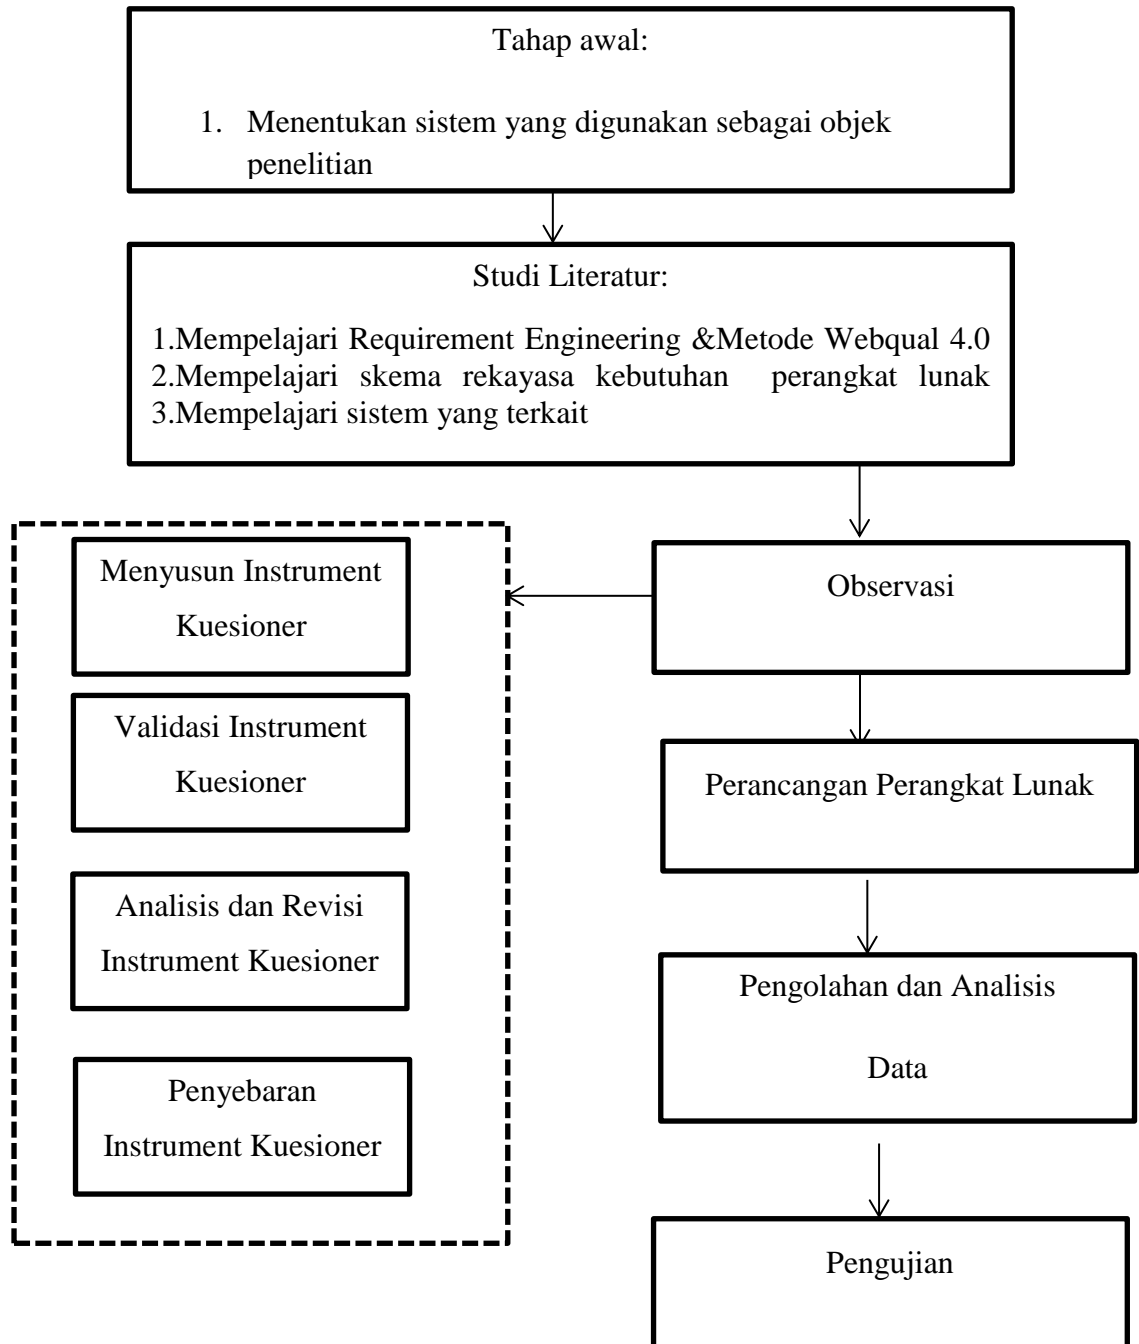 Tahap awal:
1. Menentukan sistem yang digunakan sebagai objek
penelitian
Studi Literatur:
1.Mempelajari Requirement Engineering &Metode Webqual 4.0
2.Mempelajari skema rekayasa kebutuhan perangkat lunak
3.Mempelajari sistem yang terkait
Menyusun Instrument
Kuesioner
Validasi Instrument
Kuesioner
Analisis dan Revisi
Instrument Kuesioner
Penyebaran
Instrument Kuesioner
Observasi
Perancangan Perangkat Lunak
Pengolahan dan Analisis
Data
Pengujian